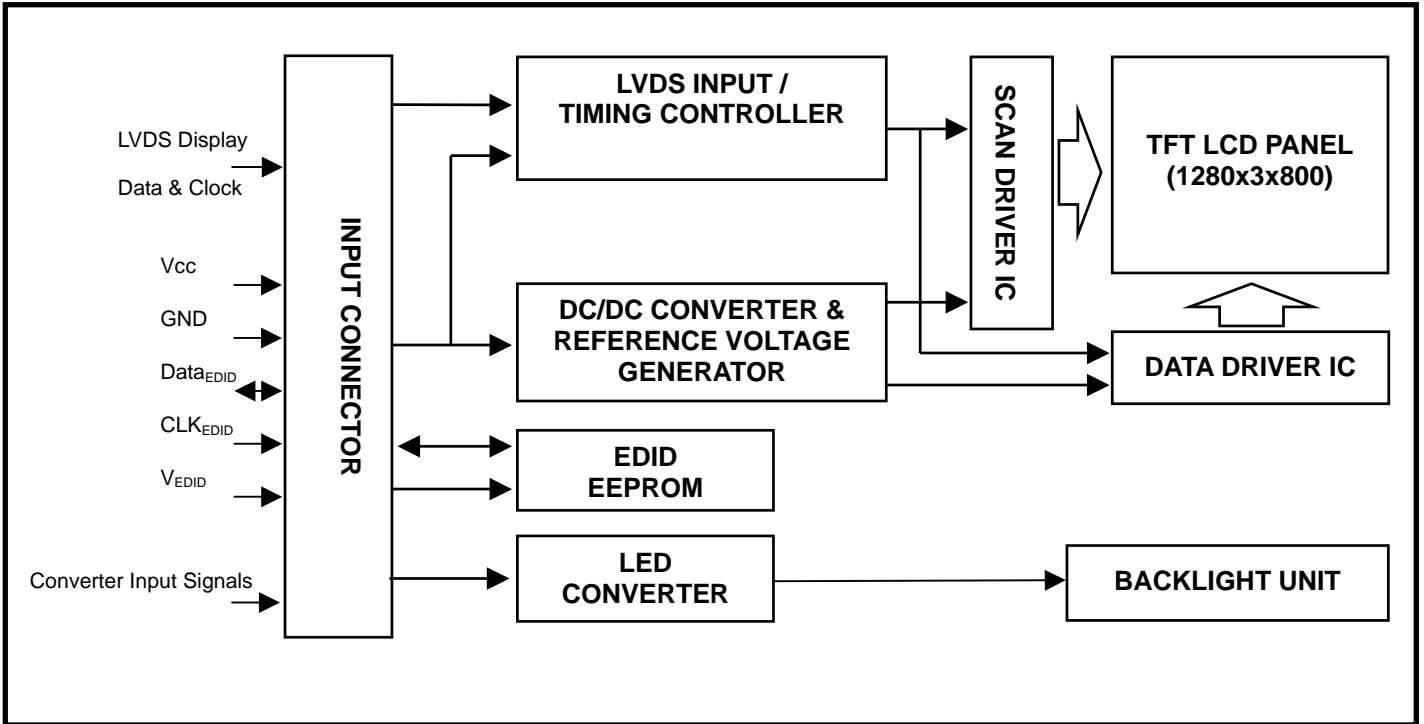 LVDS Display
Data & Clock
Vcc
GND
DataEDID
CLKEDID
VEDID
Converter Input Signals
INPUT CONNECTOR
LVDS INPUT /
TIMING CONTROLLER
DC/DC CONVERTER &
REFERENCE VOLTAGE
GENERATOR
EDID
EEPROM
LED
CONVERTER
SCAN DRIVER IC
TFT LCD PANEL
(1280x3x800)
DATA DRIVER IC
BACKLIGHT UNIT